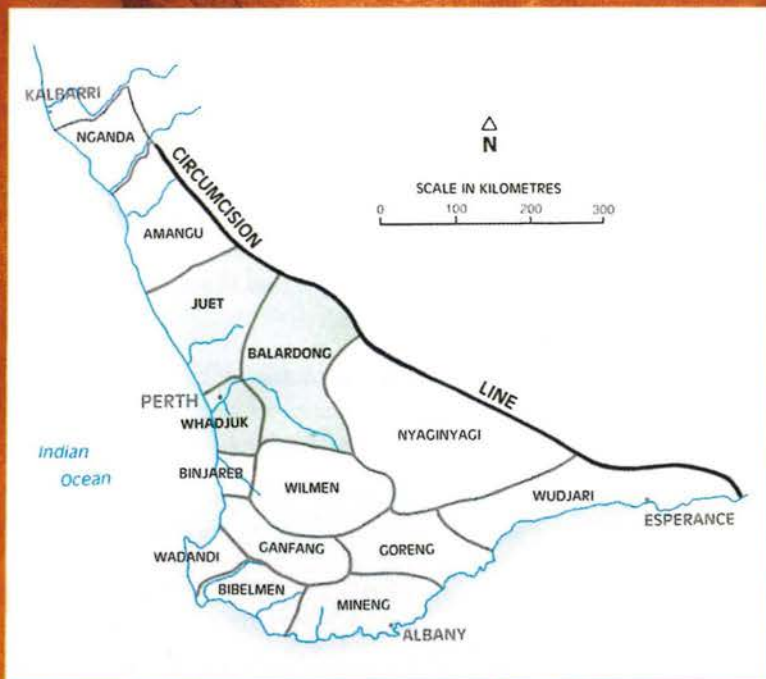 KALBARRI
NGANDA
CIRCUMCISION
N
SCALE IN KILOMETRES
0 100 200 300
AMANGU
JUET
BALARDONG
LINE
PERTH
WHADJUK
NYAGINYAGI
Indian
Ocean
BINJAREB
WILMEN
WUDJARI
ESPERANCE
WADANDI
GANFANG
GORENG
BIBELMEN
MINENG
ALBANY